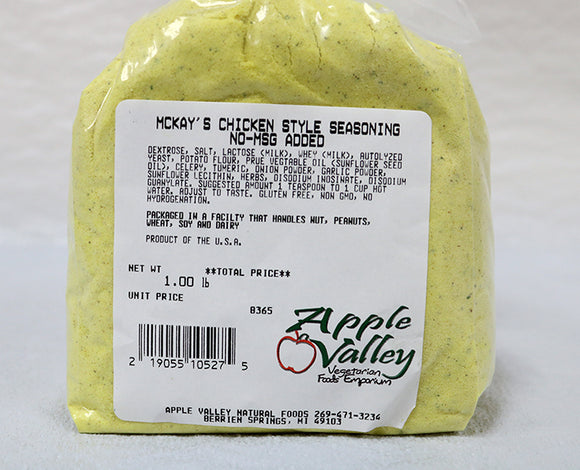 MCKAY'S CHICKEN STYLE SEASONING
NO-MSG ADDED
DEXTROSE, SALT, LACTOSE (MILK), WHEY (MILK), AUTOLYZED
YEAST, POTATO FLOUR, PRUE VEGTABLE OIL (SUNFLOWER SEED
OIL), CELERY, TUMERIC, ONION POWDER, GARLIC POWDER,
SUNFLOWER LECITHIN, HERBS, DISODIUM INOSINATE, DISODIUM
GUANYLATE. SUGGESTED AMOUNT 1 TEASPOON TO 1 CUP HOT
WATER. ADJUST TO TASTE. GLUTEN FREE, NON GMO, NO
HYDROGENATION.
PACKAGED IN A FACILTY THAT HANDLES NUT, PEANUTS,
WHEAT, SOY AND DAIRY
PRODUCT OF THE U.S.A.
NET WT **TOTAL PRICE**
1.00 lb
UNIT PRICE
8365
Apple
Valley
Vegetarian
Foods Emporium
2 19055 10527 5
APPLE VALLEY NATURAL FOODS 269-471-3234
BERRIEN SPRINGS, MI 49103